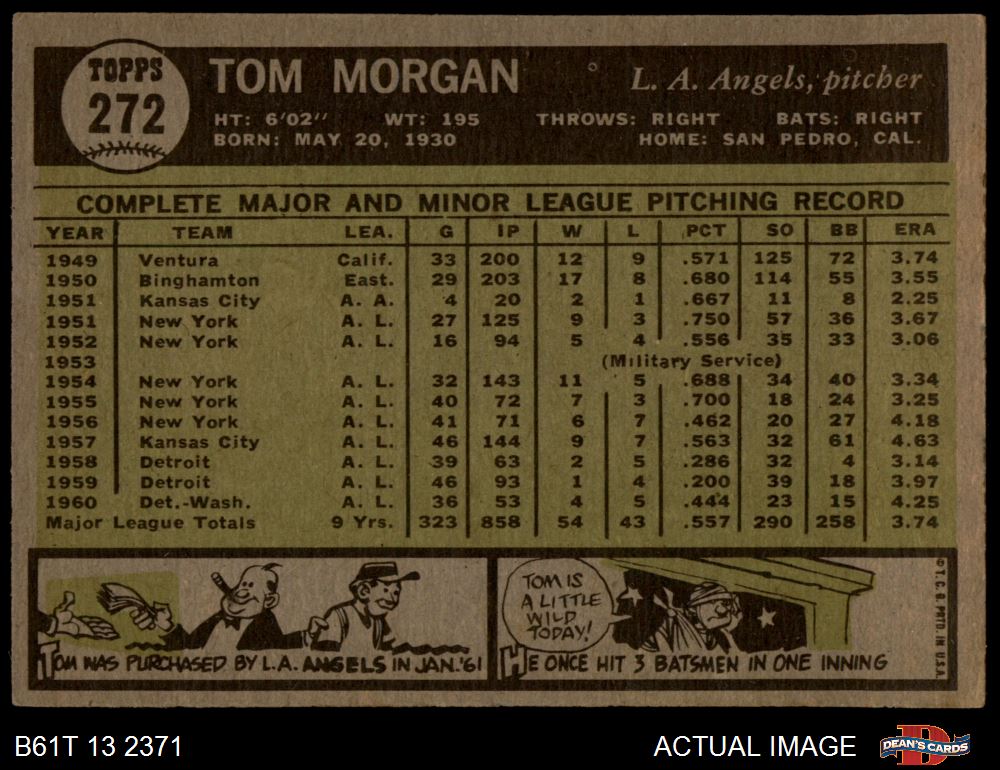 TOPPS
272
TOM MORGAN L. A. Angels, pitcher
HT: 6'02" WT: 195 THROWS: RIGHT BATS: RIGHT
BORN: MAY 20, 1930 HOME: SAN PEDRO, CAL.
COMPLETE MAJOR AND MINOR LEAGUE PITCHING RECORD
YEAR TEAM LEA. G IP W L PCT SO BB ERA
1949 Ventura Calif. 33 200 12 9 .571 125 72 3.74
1950 Binghamton East. 29 203 17 8 .680 114 55 3.55
1951 Kansas City A. A. 4 20 2 1 .667 11 8 2.25
1951 New York A. L. 27 125 9 3 .750 57 36 3.67
1952 New York A. L. 16 94 5 4 .556 35 33 3.06
1953 (Military Service)
1954 New York A. L. 32 143 11 5 .688 34 40 3.34
1955 New York A. L. 40 72 7 3 .700 18 24 3.25
1956 New York A. L. 41 71 6 7 .462 20 27 4.18
1957 Kansas City A. L. 46 144 9 7 .563 32 61 4.63
1958 Detroit A. L. 39 63 2 5 .286 32 4 3.14
1959 Detroit A. L. 46 93 1 4 .200 39 18 3.97
1960 Det.-Wash. A. L. 36 53 4 5 .444 23 15 4.25
Major League Totals 9 Yrs. 323 858 54 43 .557 290 258 3.74
TOM WAS PURCHASED BY L.A. ANGELS IN JAN.'61
TOM IS
A LITTLE
WILD
TODAY!
HE ONCE HIT 3 BATSMEN IN ONE INNING
© T. C. G. PRTD. IN U.S.A.
B61T 13 2371
ACTUAL IMAGE
DEAN'S CARDS